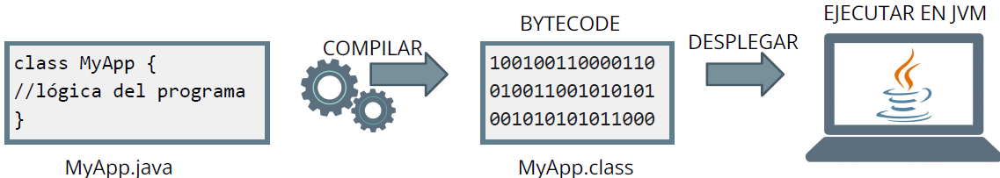 class MyApp {
//lógica del programa
}
MyApp.java
COMPILAR
BYTECODE
100100110000110
010011001010101
001010101011000
MyApp.class
DESPLEGAR
EJECUTAR EN JVM